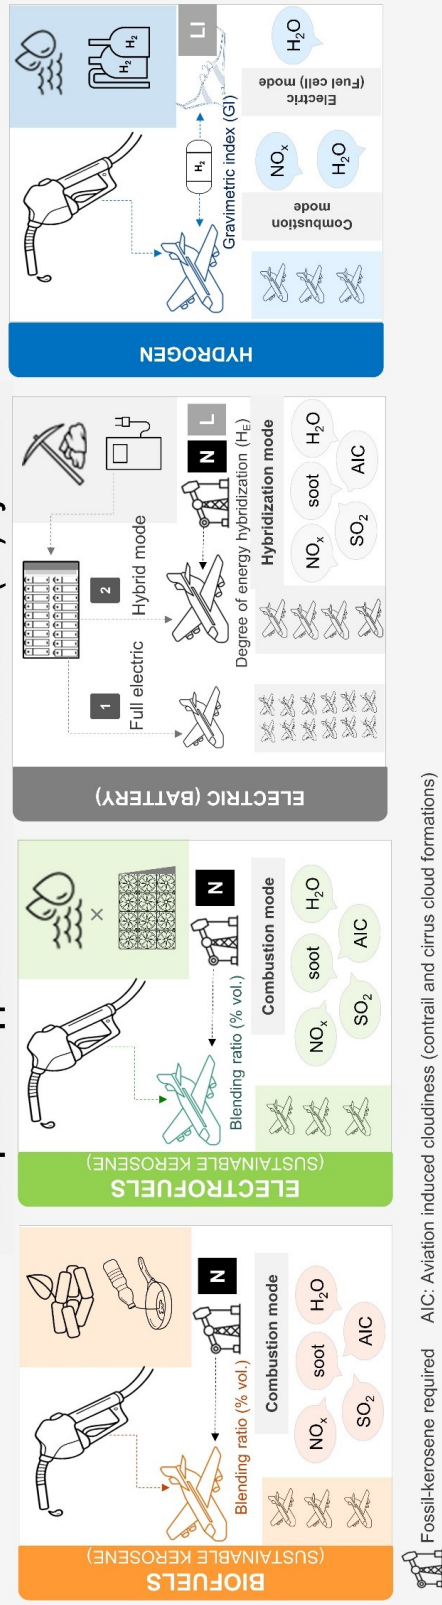 BIOFUELS
(SUSTAINABLE KEROSENE)
Blending ratio (% vol.)
N
Combustion mode
NOx
soot
H2O
SO2
AIC
ELECTROFUELS
(SUSTAINABLE KEROSENE)
×
Blending ratio (% vol.)
N
Combustion mode
NOx
soot
H2O
SO2
AIC
ELECTRIC (BATTERY)
1
Full electric
2
Hybrid mode
N
L
Degree of energy hybridization (HE)
Hybridization mode
NOx
soot
H2O
SO2
AIC
HYDROGEN
H2
H2
H2
LI
Gravimetric index (GI)
Combustion
mode
NOx
H2O
Electric
(Fuel cell) mode
H2O
Fossil-kerosene required AIC: Aviation induced cloudiness (contrail and cirrus cloud formations)